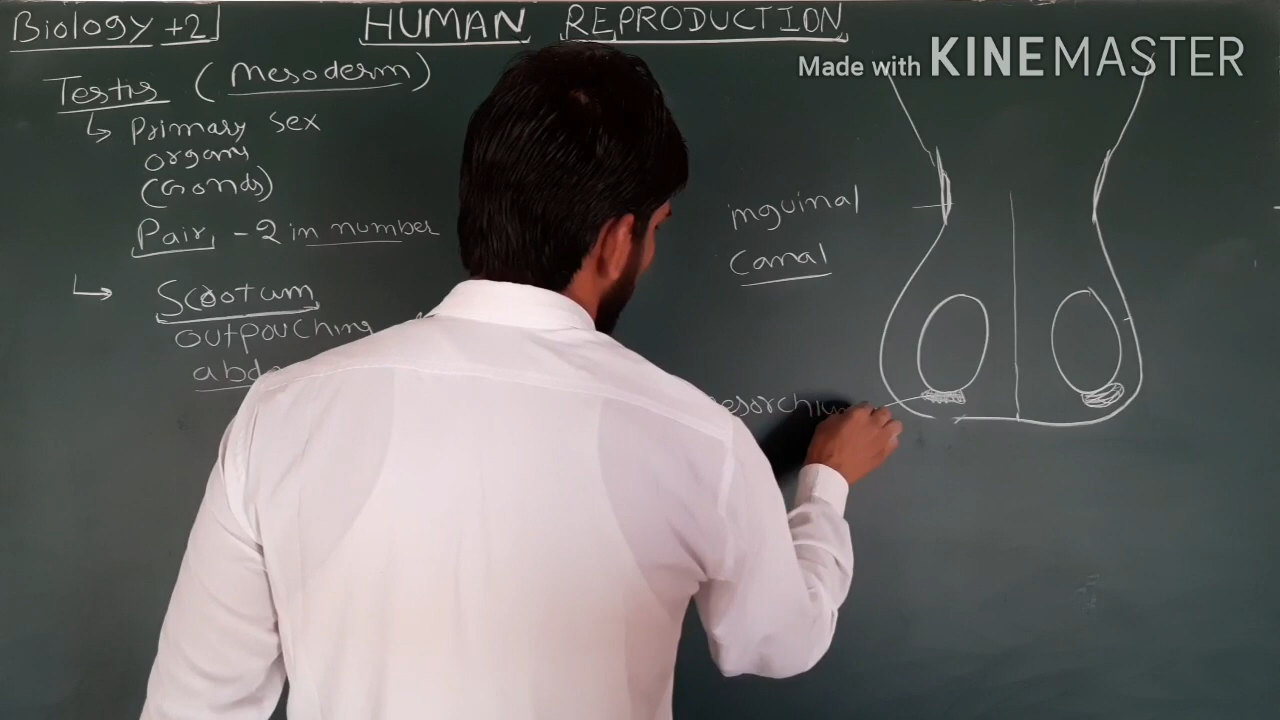 Biology +2
HUMAN REPRODUCTION
Made with KINEMASTER
Testis (Mesoderm)
↳ Primary sex
organs
(Gonds)
Pair - 2 in number
↳ Scrotum
outpouching
inguinal
Canal